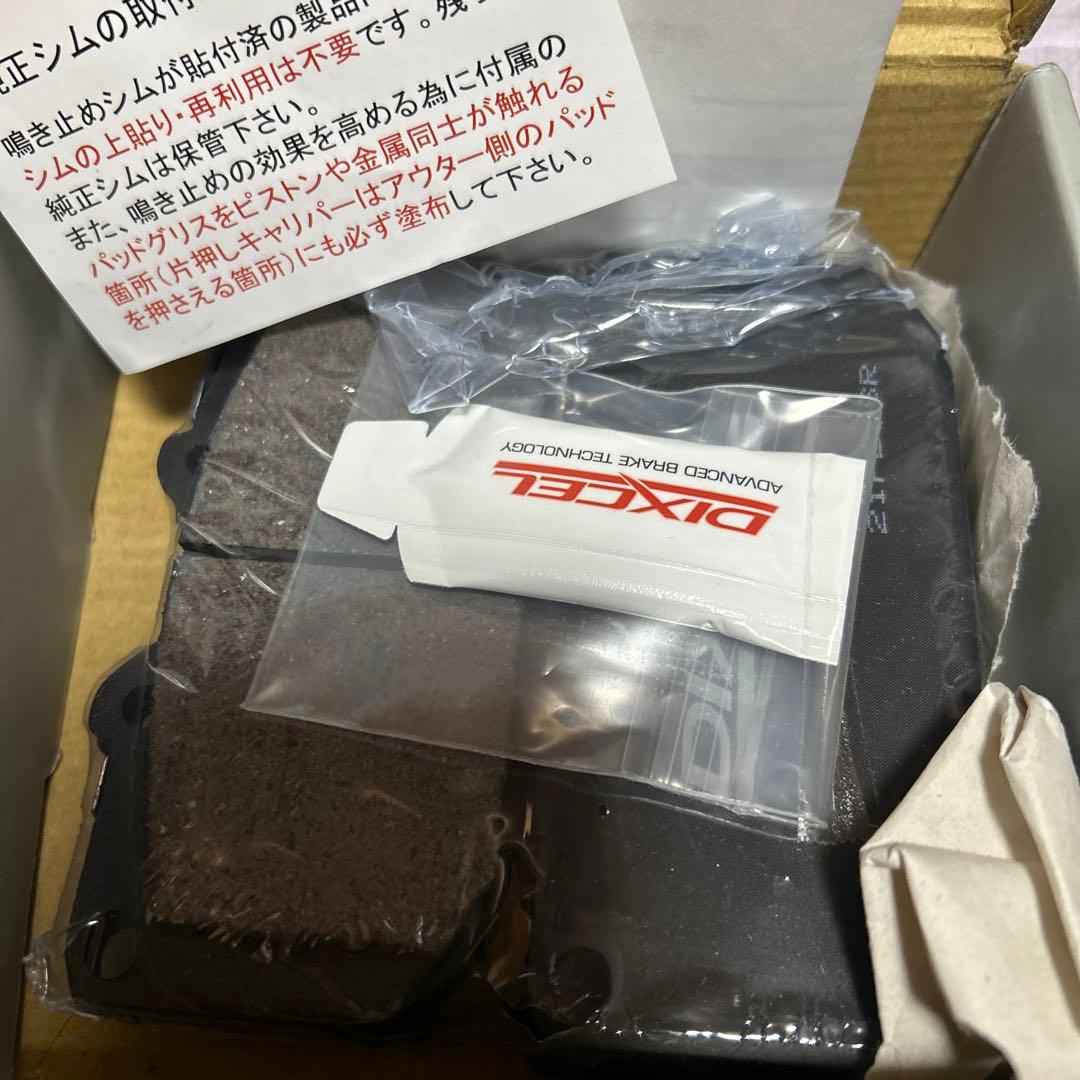 純正シムの取付
鳴き止めシムが貼付済の製品
シムの上貼り・再利用は不要です。残
純正シムは保管下さい。
また、鳴き止めの効果を高める為に付属の
パッドグリスをピストンや金属同士が触れる
箇所(片押しキャリパーはアウター側のパッド
を押さえる箇所)にも必ず塗布して下さい。
DIXCEL
ADVANCED BRAKE TECHNOLOGY